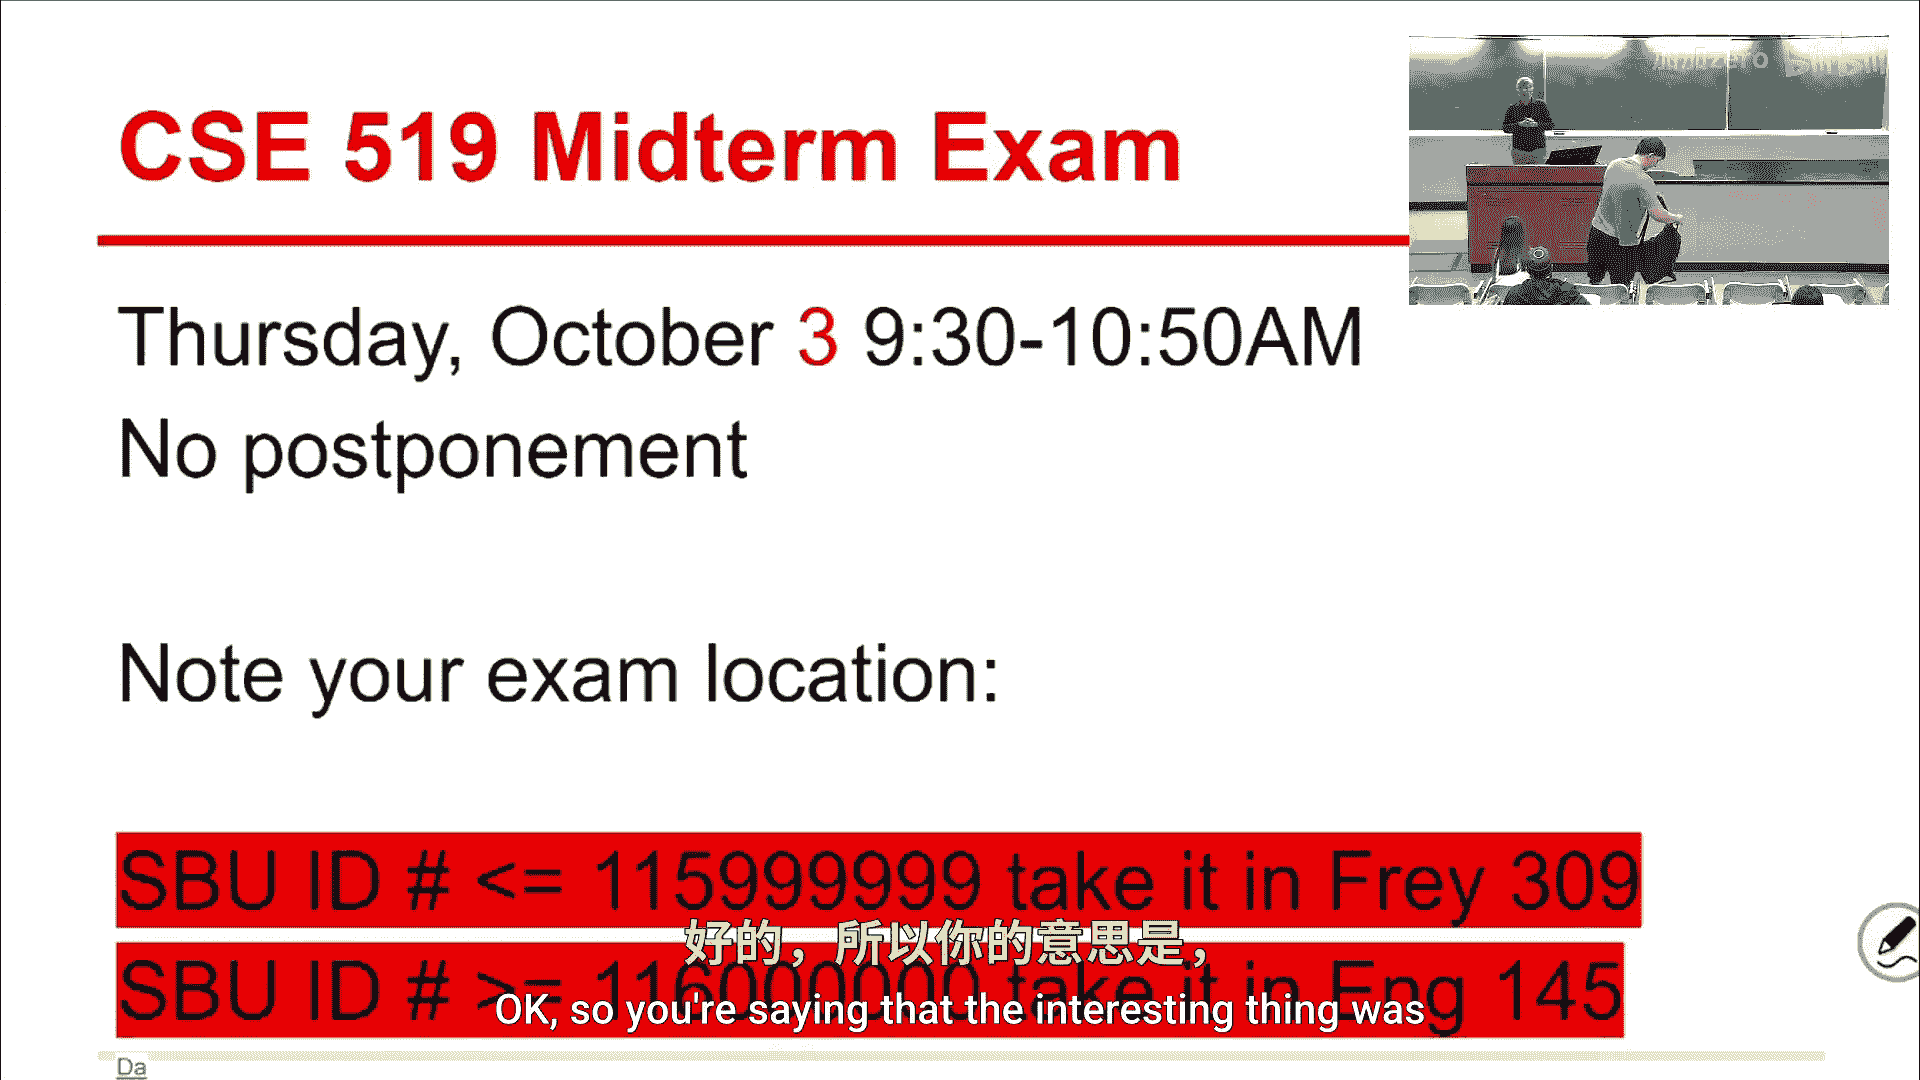 CSE 519 Midterm Exam
Thursday, October 3 9:30-10:50AM
No postponement
Note your exam location:
SBU ID # <= 115999999 take it in Frey 309
好的，所以你的意思是，
SBU ID # >= 116000000 take it in Eng 145
OK, so you're saying that the interesting thing was
Da